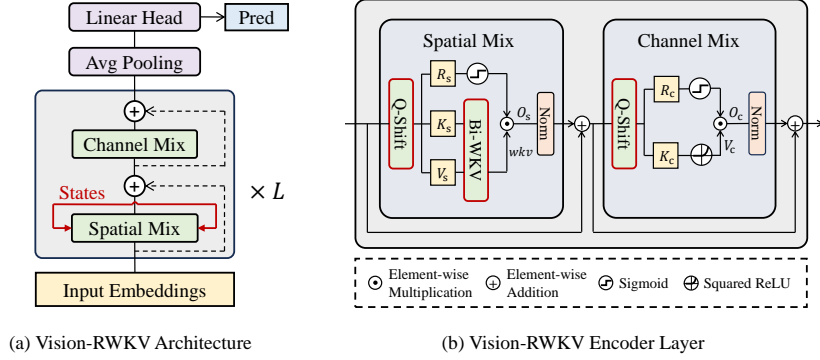 Linear Head
Pred
Avg Pooling
Channel Mix
States
Spatial Mix
× L
Input Embeddings
(a) Vision-RWKV Architecture
Spatial Mix
Q-Shift
R_s
K_s
V_s
Bi-WKV
O_s
wkv
Norm
Channel Mix
Q-Shift
R_c
K_c
O_c
V_c
Norm
Element-wise
Multiplication
Element-wise
Addition
Sigmoid
Squared ReLU
(b) Vision-RWKV Encoder Layer